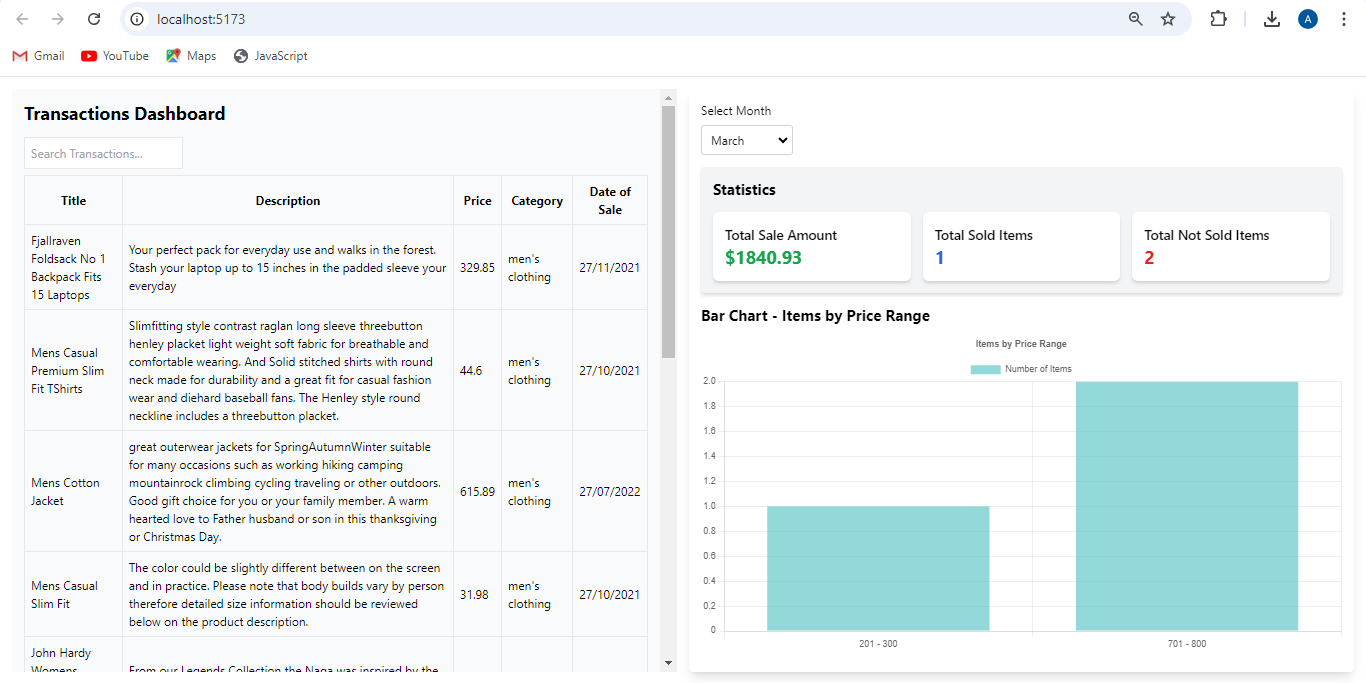 localhost:5173
A
Gmail
YouTube
Maps
JavaScript
Transactions Dashboard
Search Transactions...
Title
Description
Price
Category
Date of
Sale
Fjallraven
Foldsack No 1
Backpack Fits
15 Laptops
Your perfect pack for everyday use and walks in the forest.
Stash your laptop up to 15 inches in the padded sleeve your
everyday
329.85
men's
clothing
27/11/2021
Mens Casual
Premium Slim
Fit TShirts
Slimfitting style contrast raglan long sleeve threebutton
henley placket light weight soft fabric for breathable and
comfortable wearing. And Solid stitched shirts with round
neck made for durability and a great fit for casual fashion
wear and diehard baseball fans. The Henley style round
neckline includes a threebutton placket.
44.6
men's
clothing
27/10/2021
Mens Cotton
Jacket
great outerwear jackets for SpringAutumnWinter suitable
for many occasions such as working hiking camping
mountainrock climbing cycling traveling or other outdoors.
Good gift choice for you or your family member. A warm
hearted love to Father husband or son in this thanksgiving
or Christmas Day.
615.89
men's
clothing
27/07/2022
Mens Casual
Slim Fit
The color could be slightly different between on the screen
and in practice. Please note that body builds vary by person
therefore detailed size information should be reviewed
below on the product description.
31.98
men's
clothing
27/10/2021
John Hardy
Womens
From our Legends Collection the Naga was inspired by the
Select Month
March
Statistics
Total Sale Amount
$1840.93
Total Sold Items
1
Total Not Sold Items
2
Bar Chart - Items by Price Range
Items by Price Range
Number of Items
2.0
1.8
1.6
1.4
1.2
1.0
0.8
0.6
0.4
0.2
0
201 - 300
701 - 800